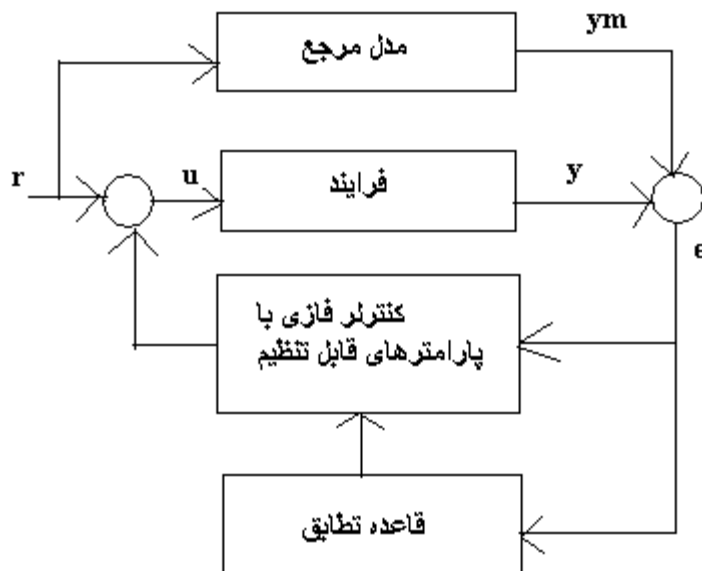 ym
مدل مرجع
r
u
فرایند
y
e
کنترلر فازی با
پارامترهای قابل تنظیم
قاعده تطابق